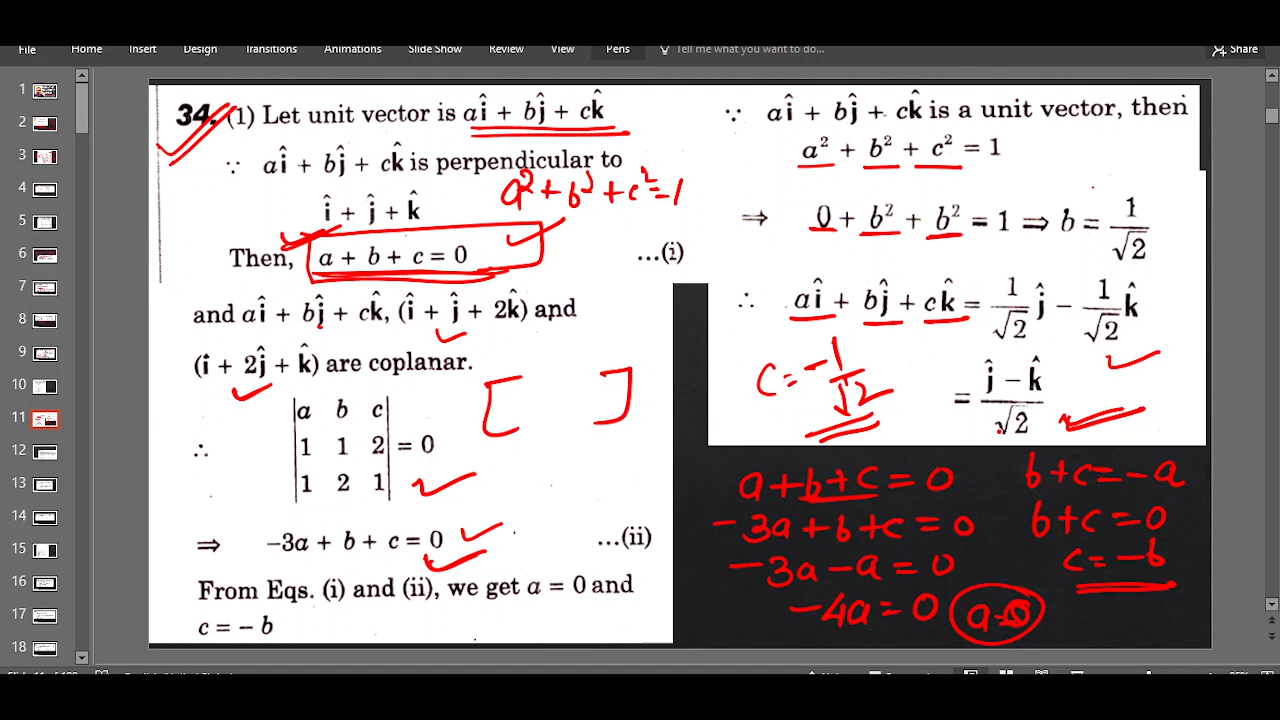 File Home Insert Design Transitions Animations Slide Show Review View Pens Tell me what you want to do... Share
1
2
3
4
5
6
7
8
9
10
11
12
13
14
15
16
17
18
34. (1) Let unit vector is aî + bĵ + ck̂
∵ aî + bĵ + ck̂ is perpendicular to
î + ĵ + k̂
a² + b² + c² = 1
Then, a + b + c = 0 ...(i)
and aî + bĵ + ck̂, (î + ĵ + 2k̂) and
(î + 2ĵ + k̂) are coplanar.
[ ]
|a b c|
∴ |1 1 2| = 0
|1 2 1|
⇒ -3a + b + c = 0 ...(ii)
From Eqs. (i) and (ii), we get a = 0 and
c = - b
∵ aî + bĵ + ck̂ is a unit vector, then
a² + b² + c² = 1
⇒ 0 + b² + b² = 1 ⇒ b = 1/√2
∴ aî + bĵ + ck̂ = 1/√2 ĵ − 1/√2 k̂
c = -1/√2
= (ĵ − k̂)/√2
a + b + c = 0 b + c = -a
-3a + b + c = 0 b + c = 0
-3a - a = 0 c = -b
-4a = 0 a=0